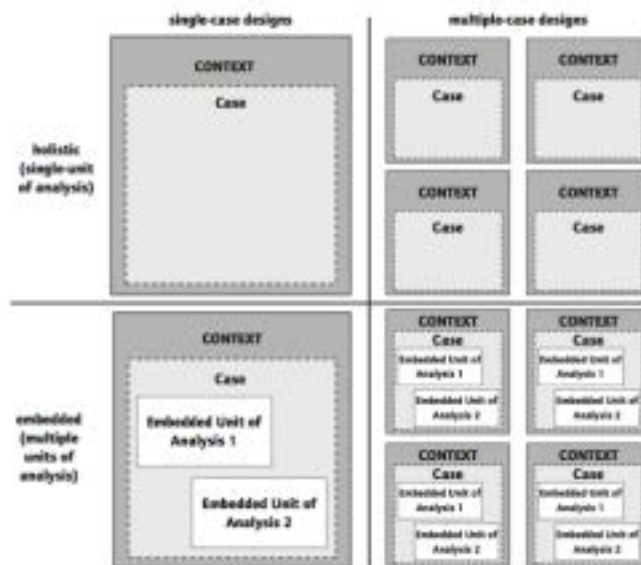 single-case designs
multiple-case designs
holistic
(single-unit
of analysis)
CONTEXT
Case
CONTEXT
Case
CONTEXT
Case
CONTEXT
Case
CONTEXT
Case
embedded
(multiple
units of
analysis)
CONTEXT
Case
Embedded Unit of
Analysis 1
Embedded Unit of
Analysis 2
CONTEXT
Case
Embedded Unit of
Analysis 1
Embedded Unit of
Analysis 2
CONTEXT
Case
Embedded Unit of
Analysis 1
Embedded Unit of
Analysis 2
CONTEXT
Case
Embedded Unit of
Analysis 1
Embedded Unit of
Analysis 2
CONTEXT
Case
Embedded Unit of
Analysis 1
Embedded Unit of
Analysis 2